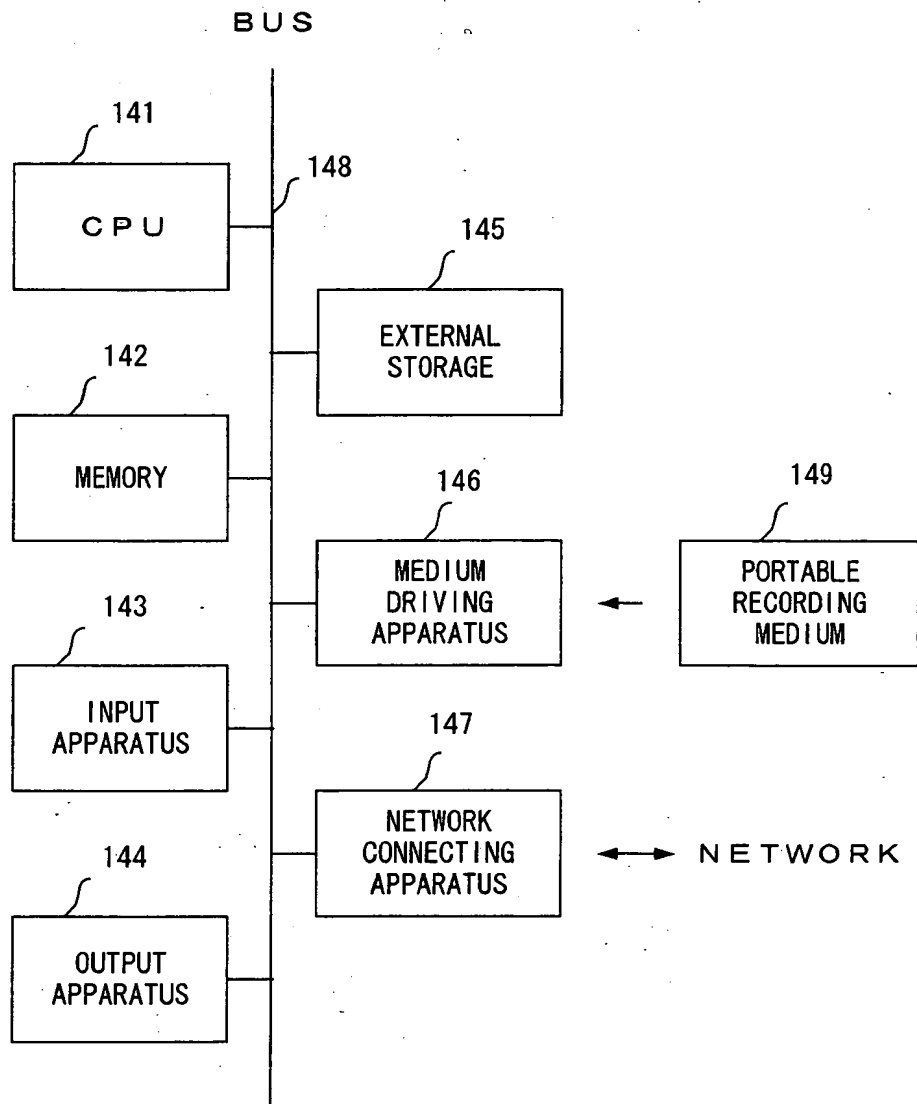 BUS
141
CPU
148
145
EXTERNAL
STORAGE
142
MEMORY
146
MEDIUM
DRIVING
APPARATUS
149
PORTABLE
RECORDING
MEDIUM
143
INPUT
APPARATUS
147
NETWORK
CONNECTING
APPARATUS
NETWORK
144
OUTPUT
APPARATUS